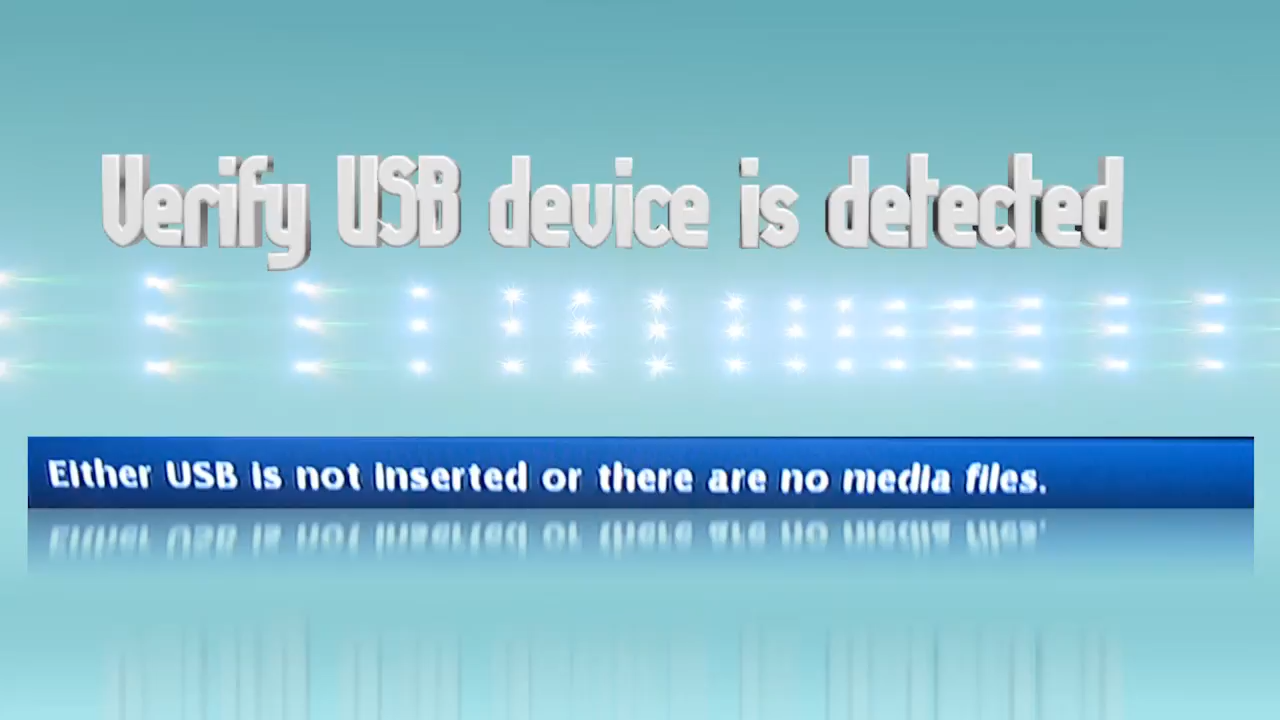 Verify USB device is detected
Either USB is not inserted or there are no media files.